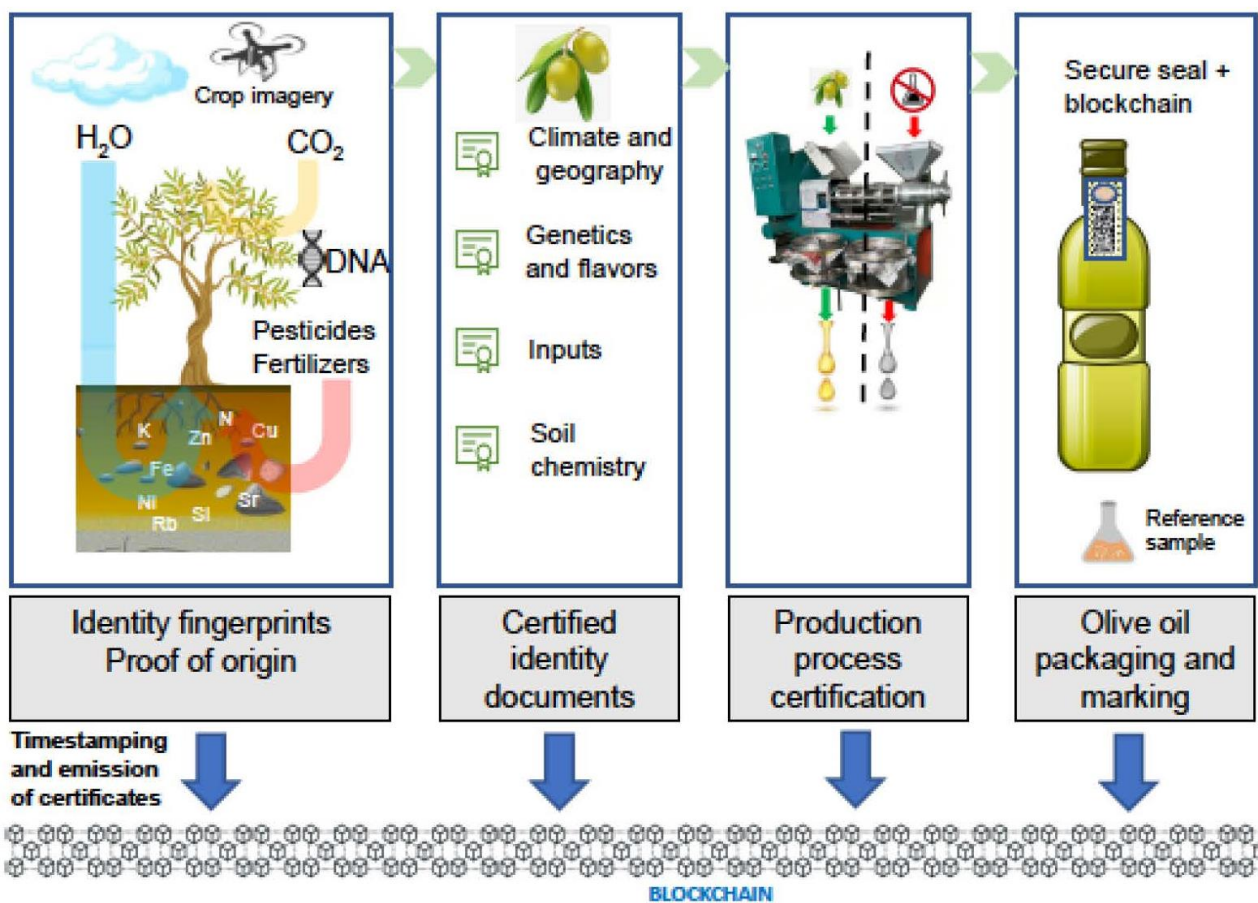 Crop imagery
H₂O
CO₂
DNA
Pesticides
Fertilizers
N
K
Zn
Cu
Fe
Ni
Sr
Si
Rb
Identity fingerprints
Proof of origin
Climate and
geography
Genetics
and flavors
Inputs
Soil
chemistry
Certified
identity
documents
Production
process
certification
Secure seal +
blockchain
Reference
sample
Olive oil
packaging and
marking
Timestamping
and emission
of certificates
BLOCKCHAIN